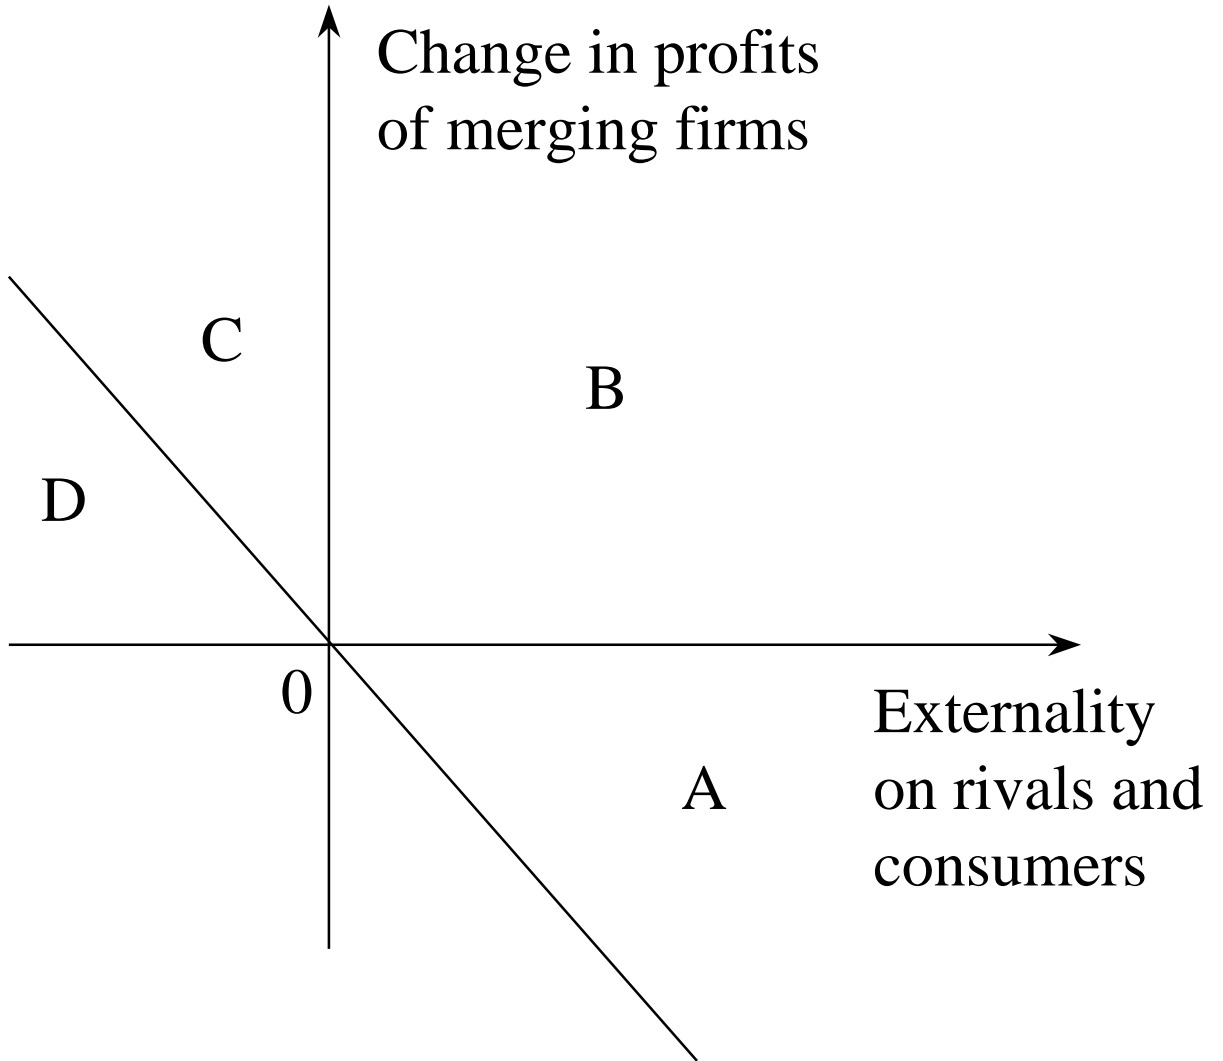 Change in profits
of merging firms
C
B
D
0
Externality
on rivals and
consumers
A